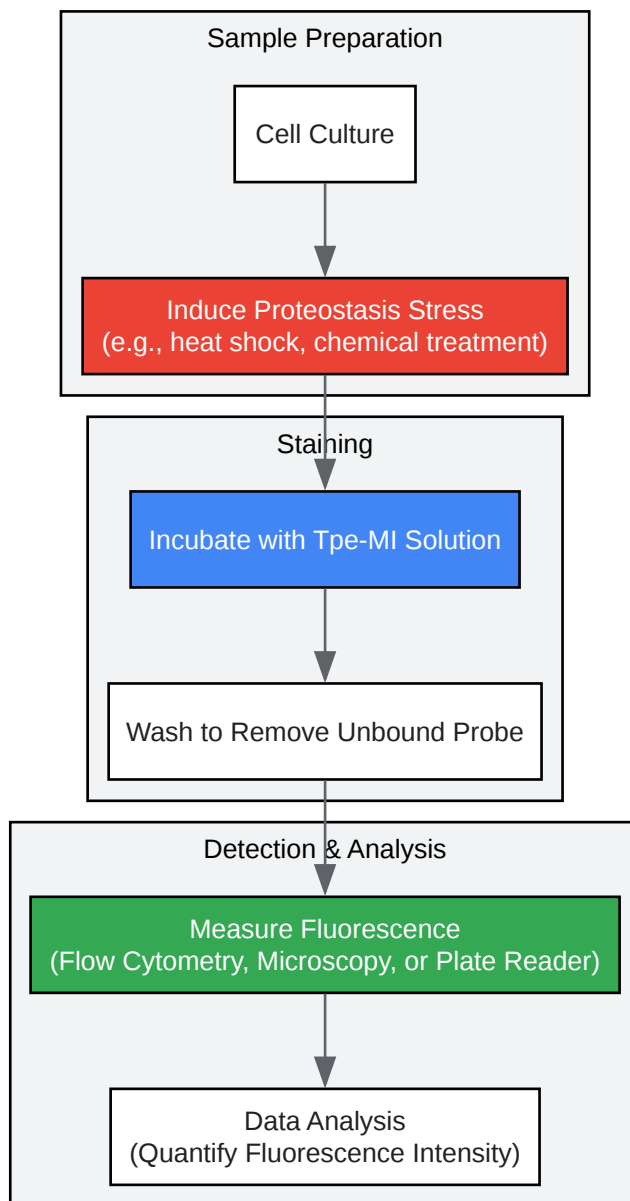 Sample Preparation
Cell Culture
Induce Proteostasis Stress
(e.g., heat shock, chemical treatment)
Staining
Incubate with Tpe-MI Solution
Wash to Remove Unbound Probe
Detection & Analysis
Measure Fluorescence
(Flow Cytometry, Microscopy, or Plate Reader)
Data Analysis
(Quantify Fluorescence Intensity)